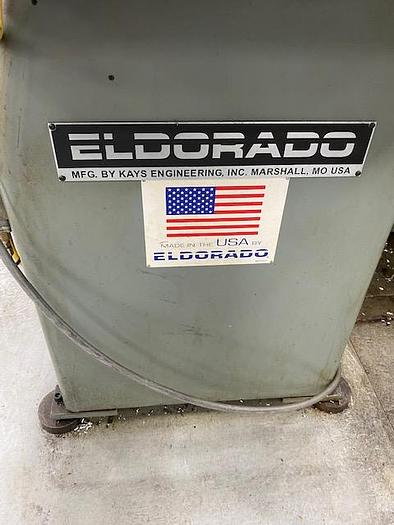 ELDORADO
MFG. BY KAYS ENGINEERING, INC. MARSHALL, MO USA
MADE IN THE USA BY
ELDORADO